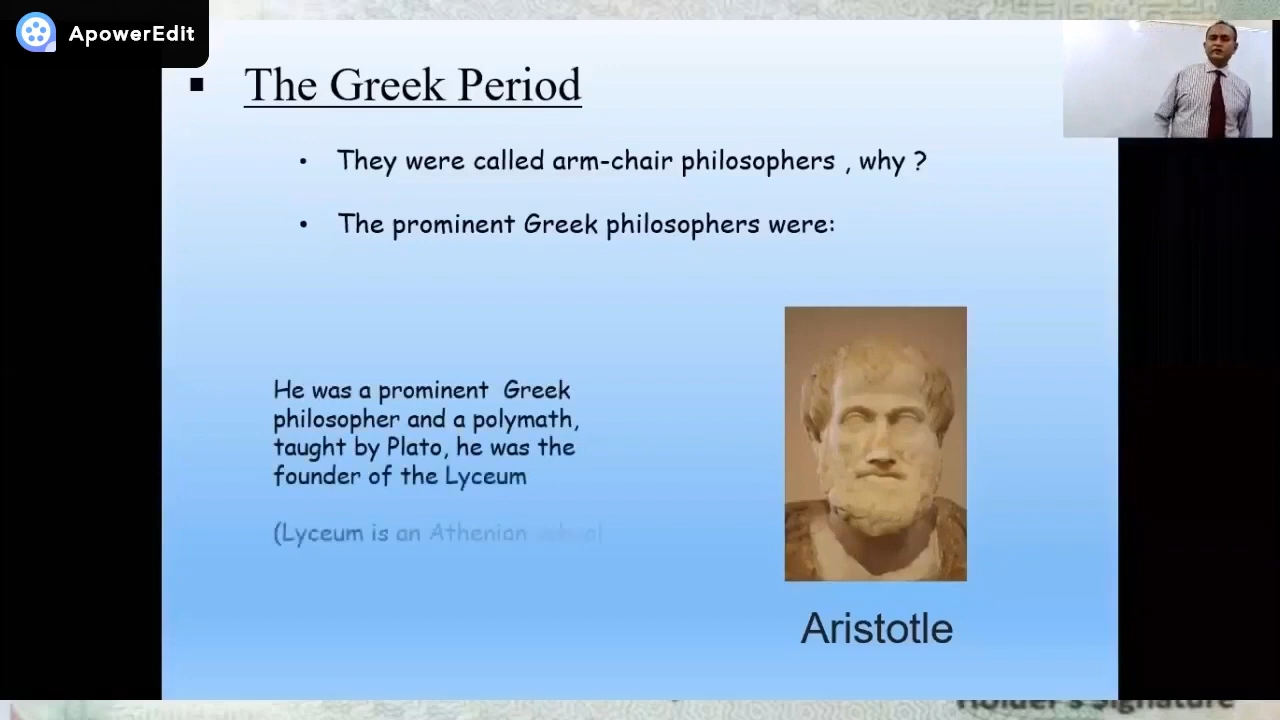 ApowerEdit
▪ The Greek Period
• They were called arm-chair philosophers , why ?
• The prominent Greek philosophers were:
He was a prominent Greek
philosopher and a polymath,
taught by Plato, he was the
founder of the Lyceum
(Lyceum is an Athenian
Aristotle
Holder's Signature